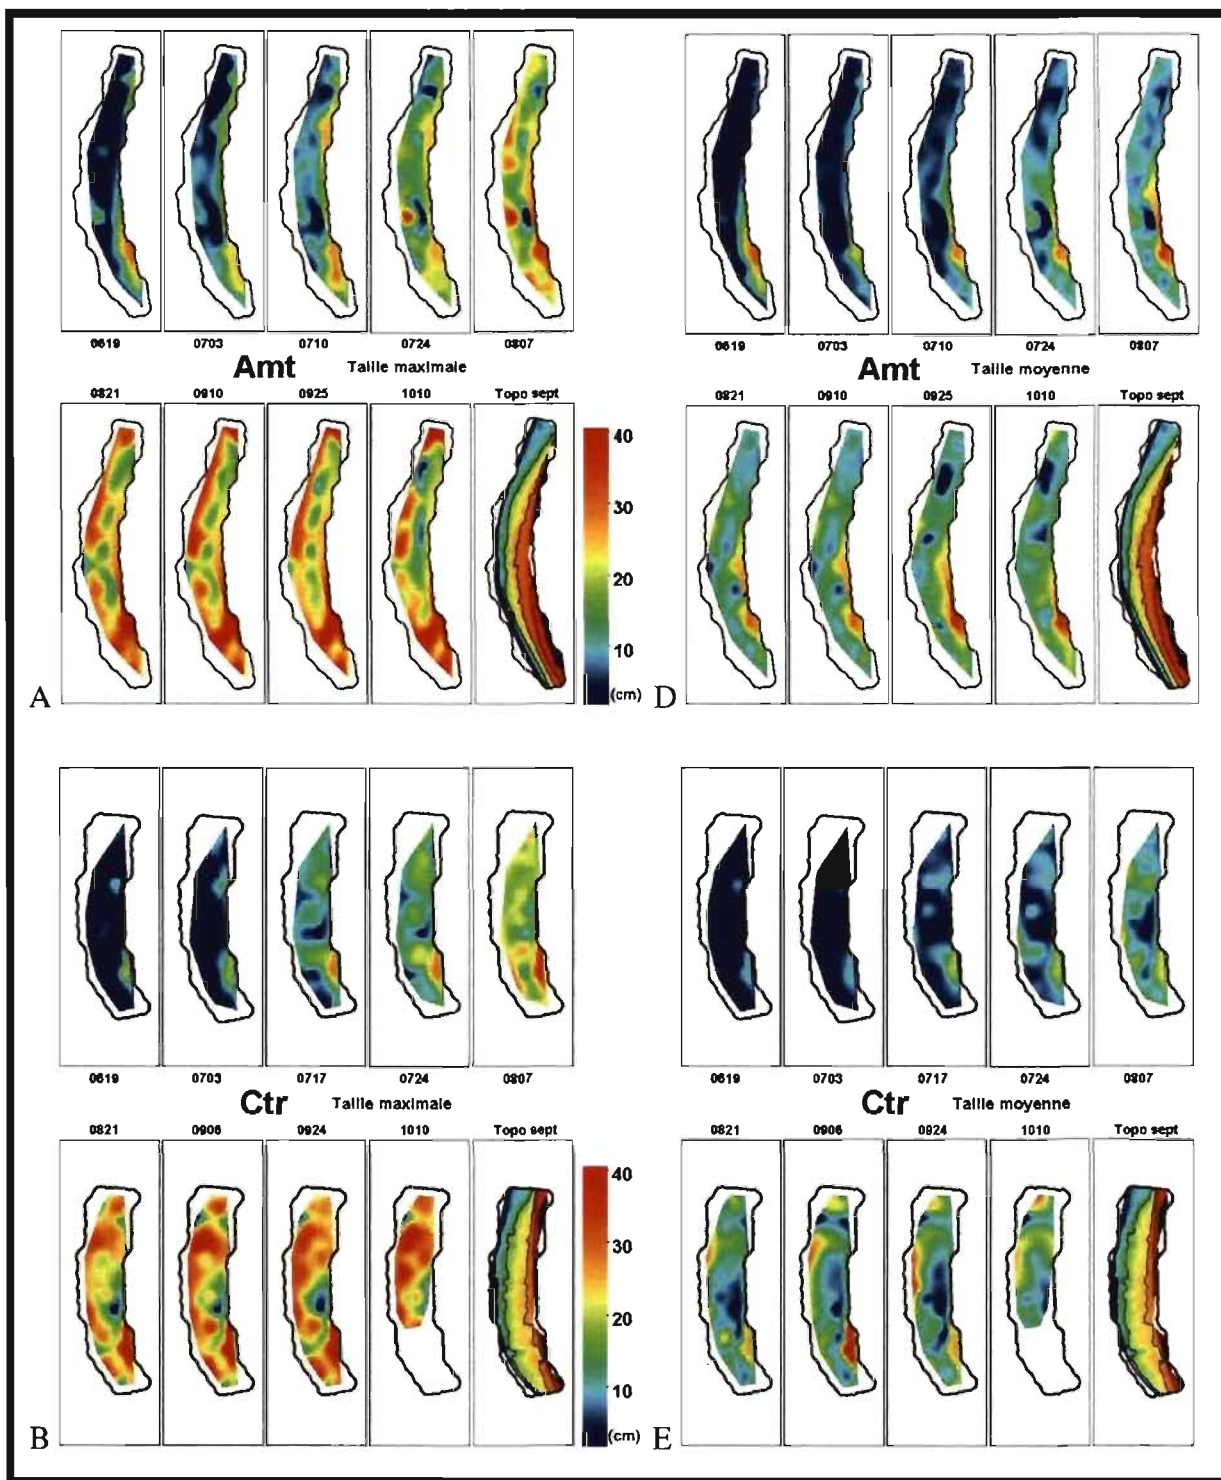 0619 0703 0710 0724 0807
Amt Taille maximale
0821 0910 0925 1010 Topo sept
40
30
20
10
(cm)
A
0619 0703 0710 0724 0807
Amt Taille moyenne
0821 0910 0925 1010 Topo sept
D
0619 0703 0717 0724 0807
Ctr Taille maximale
0821 0906 0924 1010 Topo sept
40
30
20
10
(cm)
B
0619 0703 0717 0724 0807
Ctr Taille moyenne
0821 0906 0924 1010 Topo sept
E